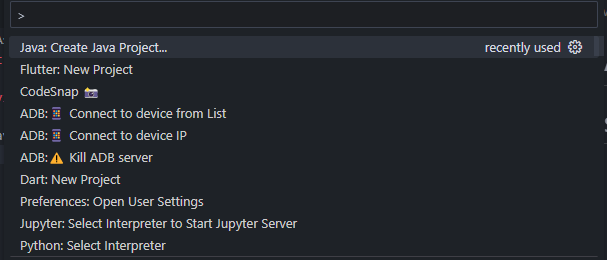 >
Java: Create Java Project... recently used
Flutter: New Project
CodeSnap 📸
ADB:📱 Connect to device from List
ADB:📱 Connect to device IP
ADB:⚠️ Kill ADB server
Dart: New Project
Preferences: Open User Settings
Jupyter: Select Interpreter to Start Jupyter Server
Python: Select Interpreter